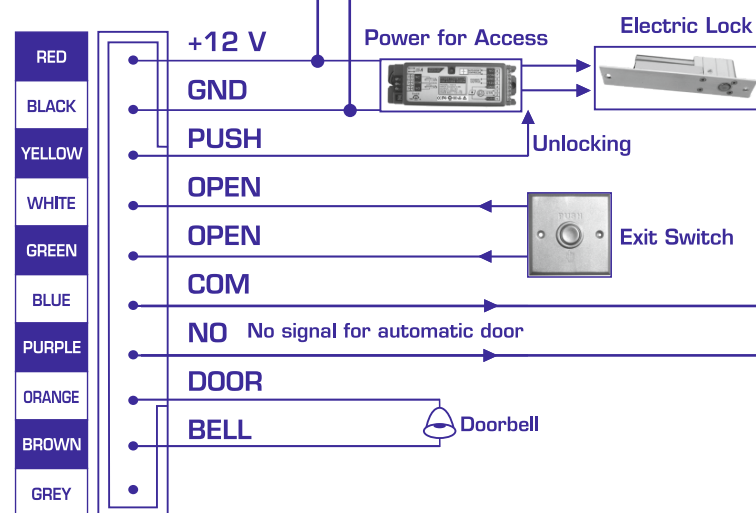 RED
BLACK
YELLOW
WHITE
GREEN
BLUE
PURPLE
ORANGE
BROWN
GREY
+12 V
GND
PUSH
OPEN
OPEN
COM
NO No signal for automatic door
DOOR
BELL
Power for Access
Electric Lock
Unlocking
PUSH
Exit Switch
Doorbell